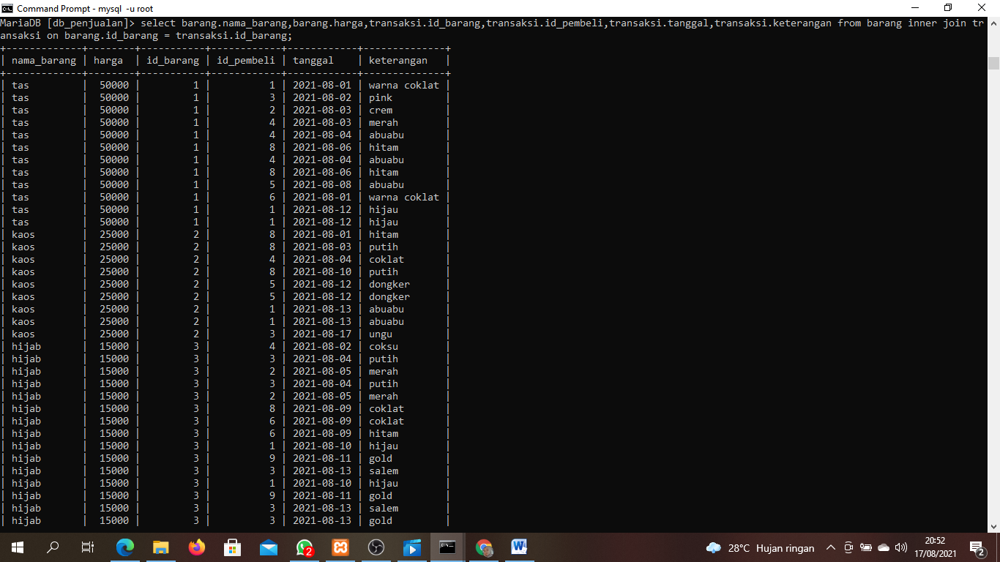 Command Prompt - mysql -u root
MariaDB [db_penjualan]> select barang.nama_barang,barang.harga,transaksi.id_barang,transaksi.id_pembeli,transaksi.tanggal,transaksi.keterangan from barang inner join tr
ansaksi on barang.id_barang = transaksi.id_barang;
+-------------+--------+-----------+------------+------------+--------------+
| nama_barang | harga  | id_barang | id_pembeli | tanggal    | keterangan   |
+-------------+--------+-----------+------------+------------+--------------+
| tas         |  50000 |         1 |          1 | 2021-08-01 | warna coklat |
| tas         |  50000 |         1 |          3 | 2021-08-02 | pink         |
| tas         |  50000 |         1 |          2 | 2021-08-03 | crem         |
| tas         |  50000 |         1 |          4 | 2021-08-03 | merah        |
| tas         |  50000 |         1 |          4 | 2021-08-04 | abuabu       |
| tas         |  50000 |         1 |          8 | 2021-08-06 | hitam        |
| tas         |  50000 |         1 |          4 | 2021-08-04 | abuabu       |
| tas         |  50000 |         1 |          8 | 2021-08-06 | hitam        |
| tas         |  50000 |         1 |          5 | 2021-08-08 | abuabu       |
| tas         |  50000 |         1 |          6 | 2021-08-01 | warna coklat |
| tas         |  50000 |         1 |          1 | 2021-08-12 | hijau        |
| tas         |  50000 |         1 |          1 | 2021-08-12 | hijau        |
| kaos        |  25000 |         2 |          8 | 2021-08-01 | hitam        |
| kaos        |  25000 |         2 |          8 | 2021-08-03 | putih        |
| kaos        |  25000 |         2 |          4 | 2021-08-04 | coklat       |
| kaos        |  25000 |         2 |          8 | 2021-08-10 | putih        |
| kaos        |  25000 |         2 |          5 | 2021-08-12 | dongker      |
| kaos        |  25000 |         2 |          5 | 2021-08-12 | dongker      |
| kaos        |  25000 |         2 |          1 | 2021-08-13 | abuabu       |
| kaos        |  25000 |         2 |          1 | 2021-08-13 | abuabu       |
| kaos        |  25000 |         2 |          3 | 2021-08-17 | ungu         |
| hijab       |  15000 |         3 |          4 | 2021-08-02 | coksu        |
| hijab       |  15000 |         3 |          3 | 2021-08-04 | putih        |
| hijab       |  15000 |         3 |          2 | 2021-08-05 | merah        |
| hijab       |  15000 |         3 |          3 | 2021-08-04 | putih        |
| hijab       |  15000 |         3 |          2 | 2021-08-05 | merah        |
| hijab       |  15000 |         3 |          8 | 2021-08-09 | coklat       |
| hijab       |  15000 |         3 |          6 | 2021-08-09 | coklat       |
| hijab       |  15000 |         3 |          6 | 2021-08-09 | hitam        |
| hijab       |  15000 |         3 |          1 | 2021-08-10 | hijau        |
| hijab       |  15000 |         3 |          9 | 2021-08-11 | gold         |
| hijab       |  15000 |         3 |          3 | 2021-08-13 | salem        |
| hijab       |  15000 |         3 |          1 | 2021-08-10 | hijau        |
| hijab       |  15000 |         3 |          9 | 2021-08-11 | gold         |
| hijab       |  15000 |         3 |          3 | 2021-08-13 | salem        |
| hijab       |  15000 |         3 |          3 | 2021-08-13 | gold         |
2
28°C Hujan ringan
20:52
17/08/2021
2